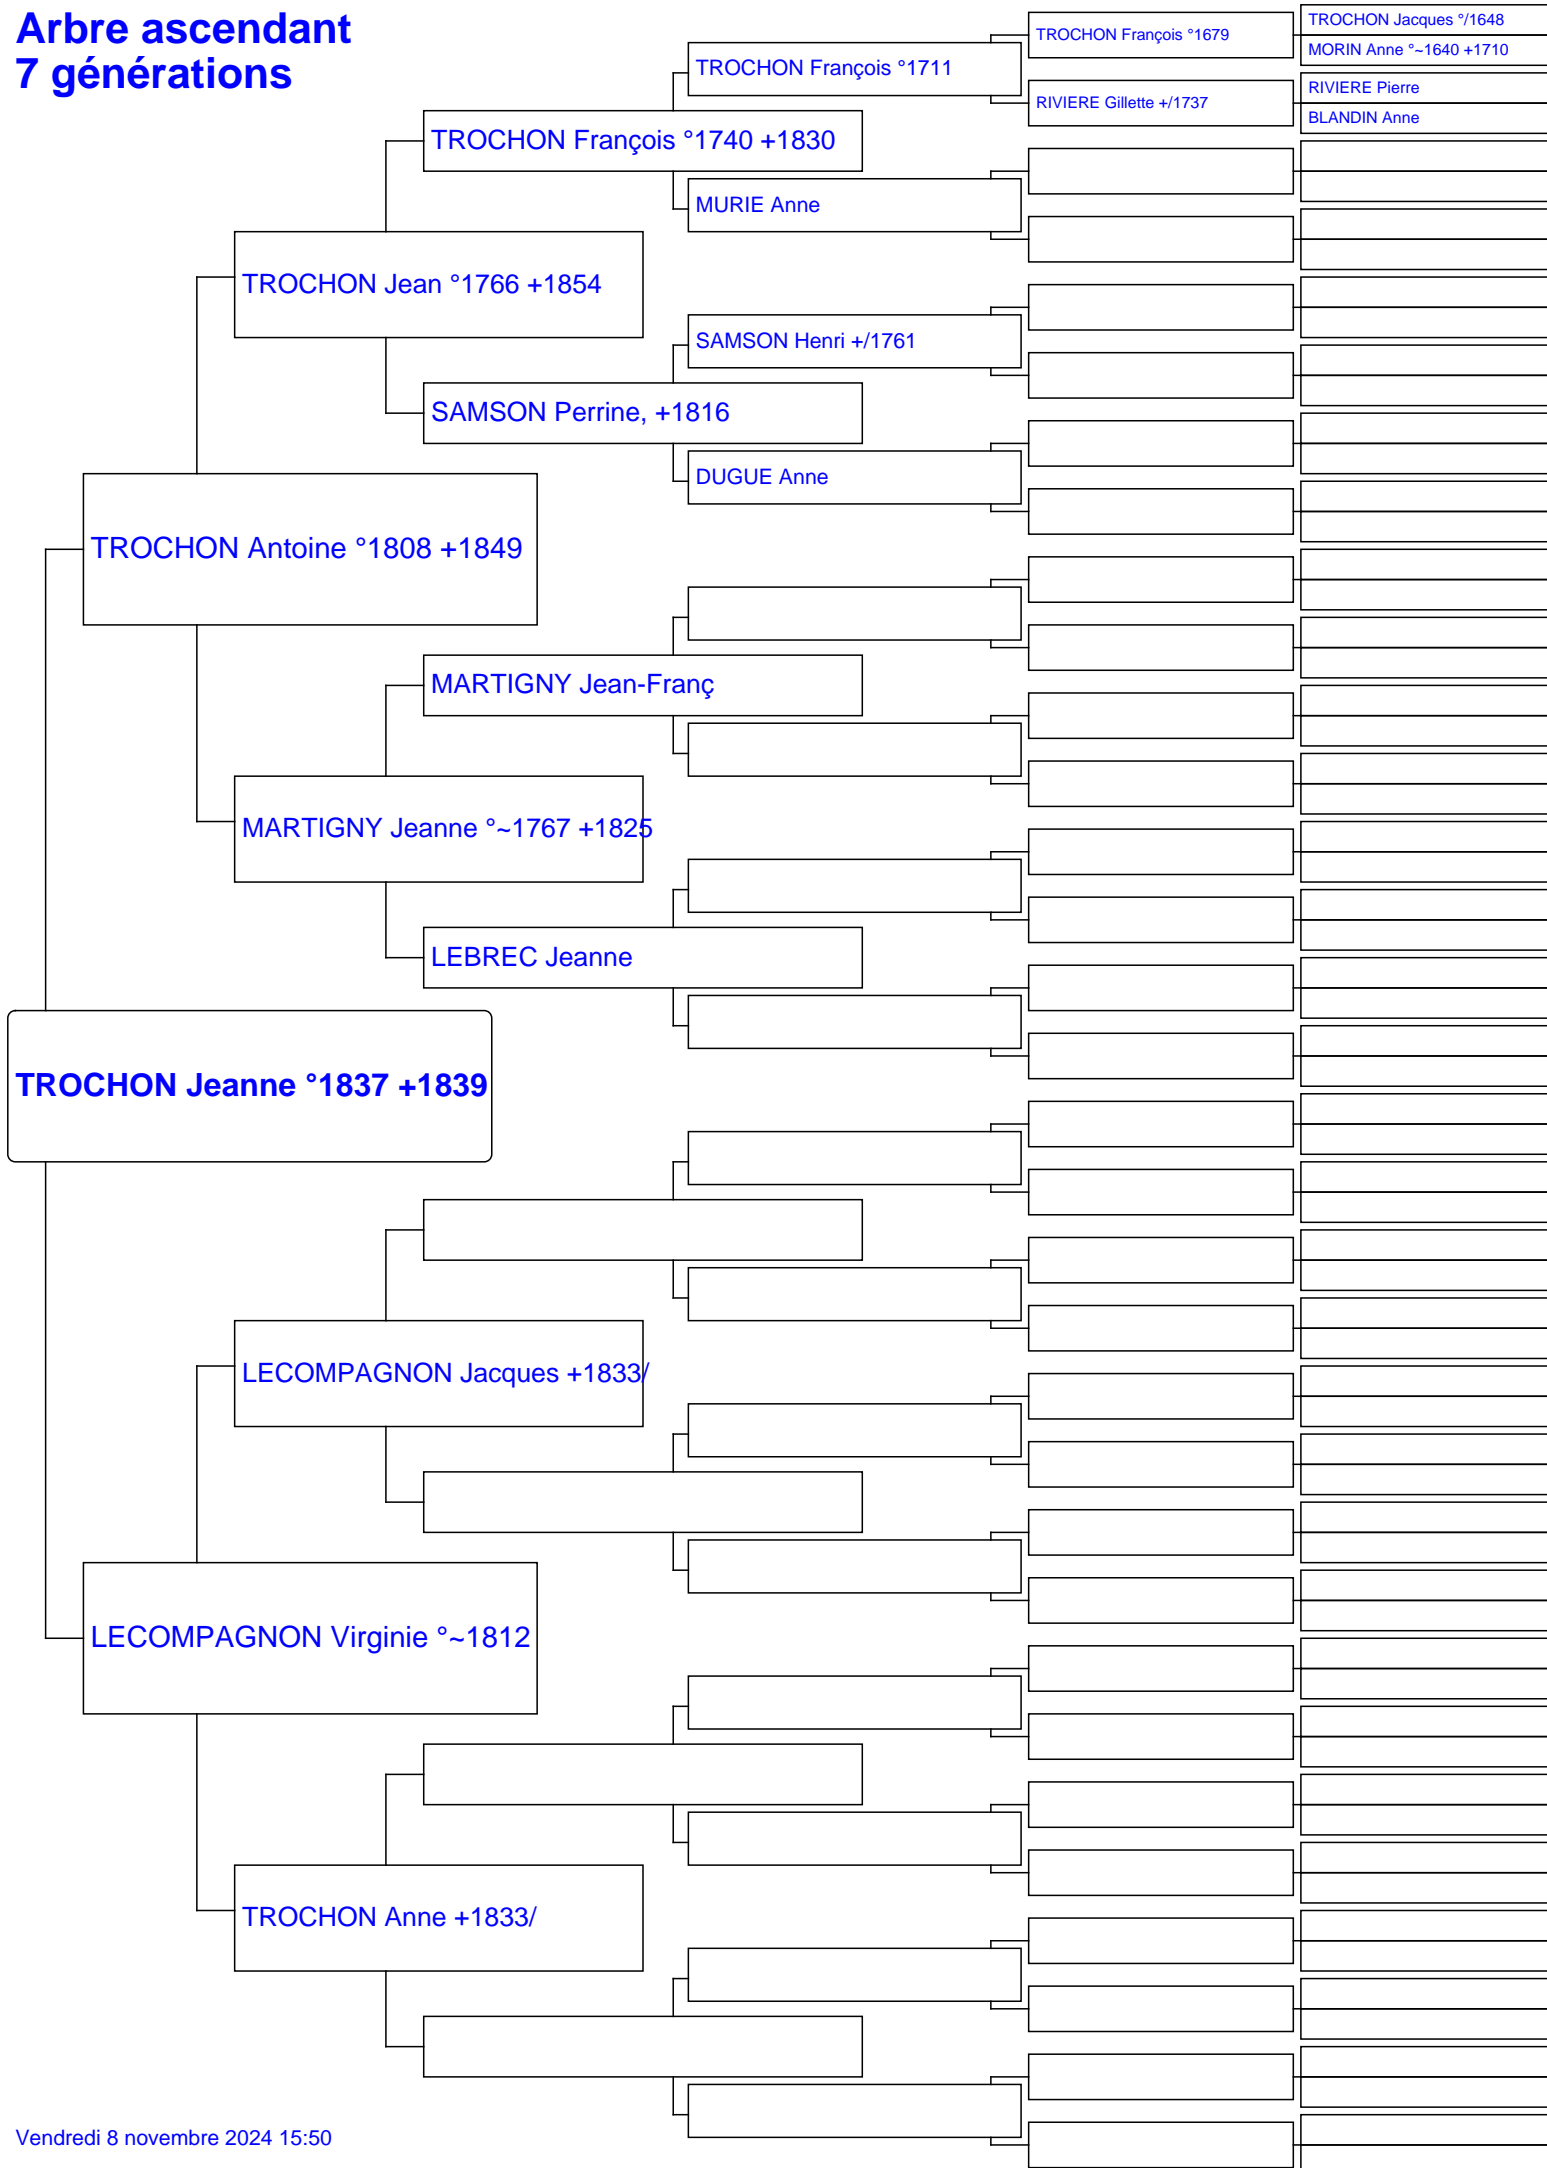 Arbre ascendant
7 générations
TROCHON Jacques °/1648
TROCHON François °1679
MORIN Anne °~1640 +1710
TROCHON François °1711
RIVIERE Pierre
RIVIERE Gillette +/1737
BLANDIN Anne
TROCHON François °1740 +1830
MURIE Anne
TROCHON Jean °1766 +1854
SAMSON Henri +/1761
SAMSON Perrine, +1816
DUGUE Anne
TROCHON Antoine °1808 +1849
MARTIGNY Jean-Franç
MARTIGNY Jeanne °~1767 +1825
LEBREC Jeanne
TROCHON Jeanne °1837 +1839
LECOMPAGNON Jacques +1833/
LECOMPAGNON Virginie °~1812
TROCHON Anne +1833/
Vendredi 8 novembre 2024 15:50